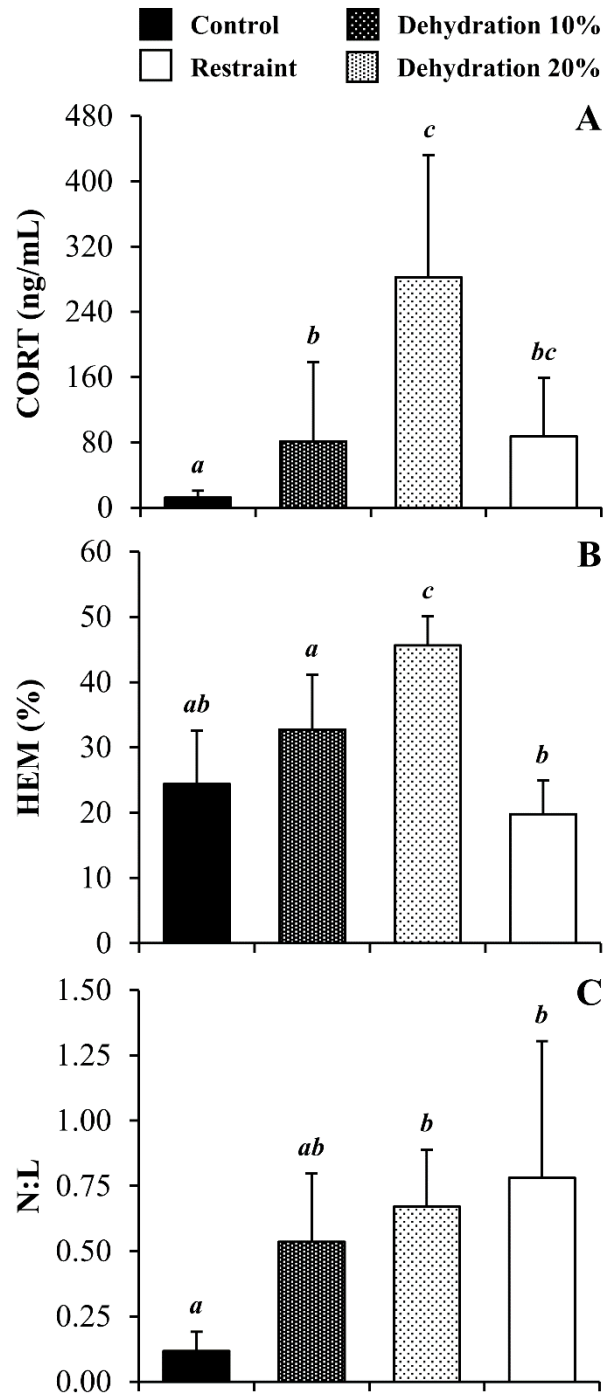 Control Dehydration 10%
Restraint Dehydration 20%
A
CORT (ng/mL)
480
400
320
240
160
80
0
a
b
c
bc
B
HEM (%)
60
50
40
30
20
10
0
ab
a
c
b
C
N:L
1.50
1.25
1.00
0.75
0.50
0.25
0.00
a
ab
b
b